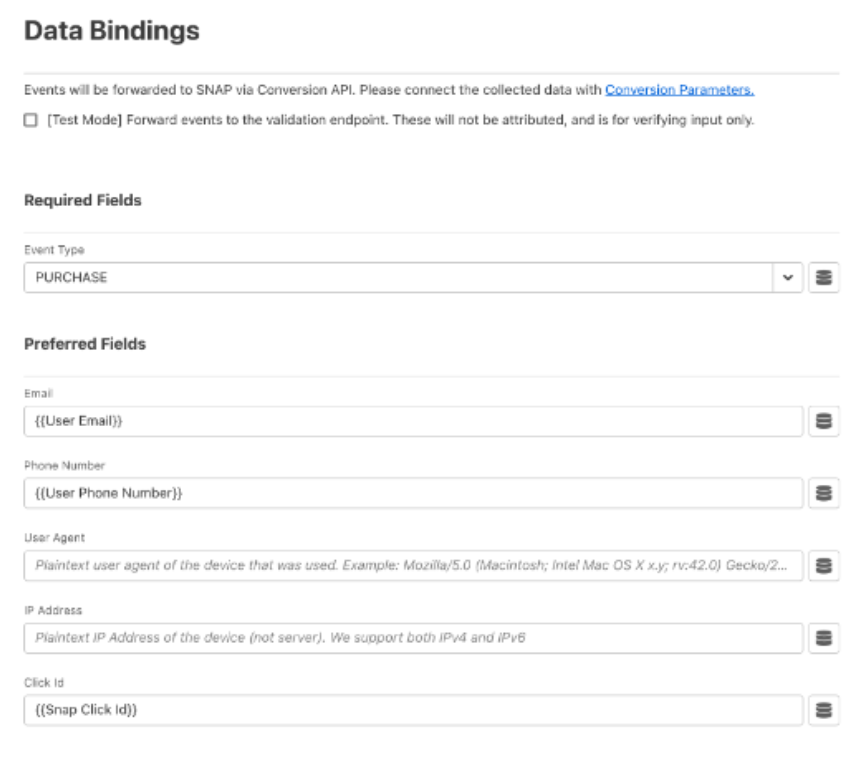 Data Bindings
Events will be forwarded to SNAP via Conversion API. Please connect the collected data with Conversion Parameters.
[Test Mode] Forward events to the validation endpoint. These will not be attributed, and is for verifying input only.
Required Fields
Event Type
PURCHASE
Preferred Fields
Email
{{User Email}}
Phone Number
{{User Phone Number}}
User Agent
Plaintext user agent of the device that was used. Example: Mozilla/5.0 (Macintosh; Intel Mac OS X x.y; rv:42.0) Gecko/2...
IP Address
Plaintext IP Address of the device (not server). We support both IPv4 and IPv6
Click Id
{{Snap Click Id}}